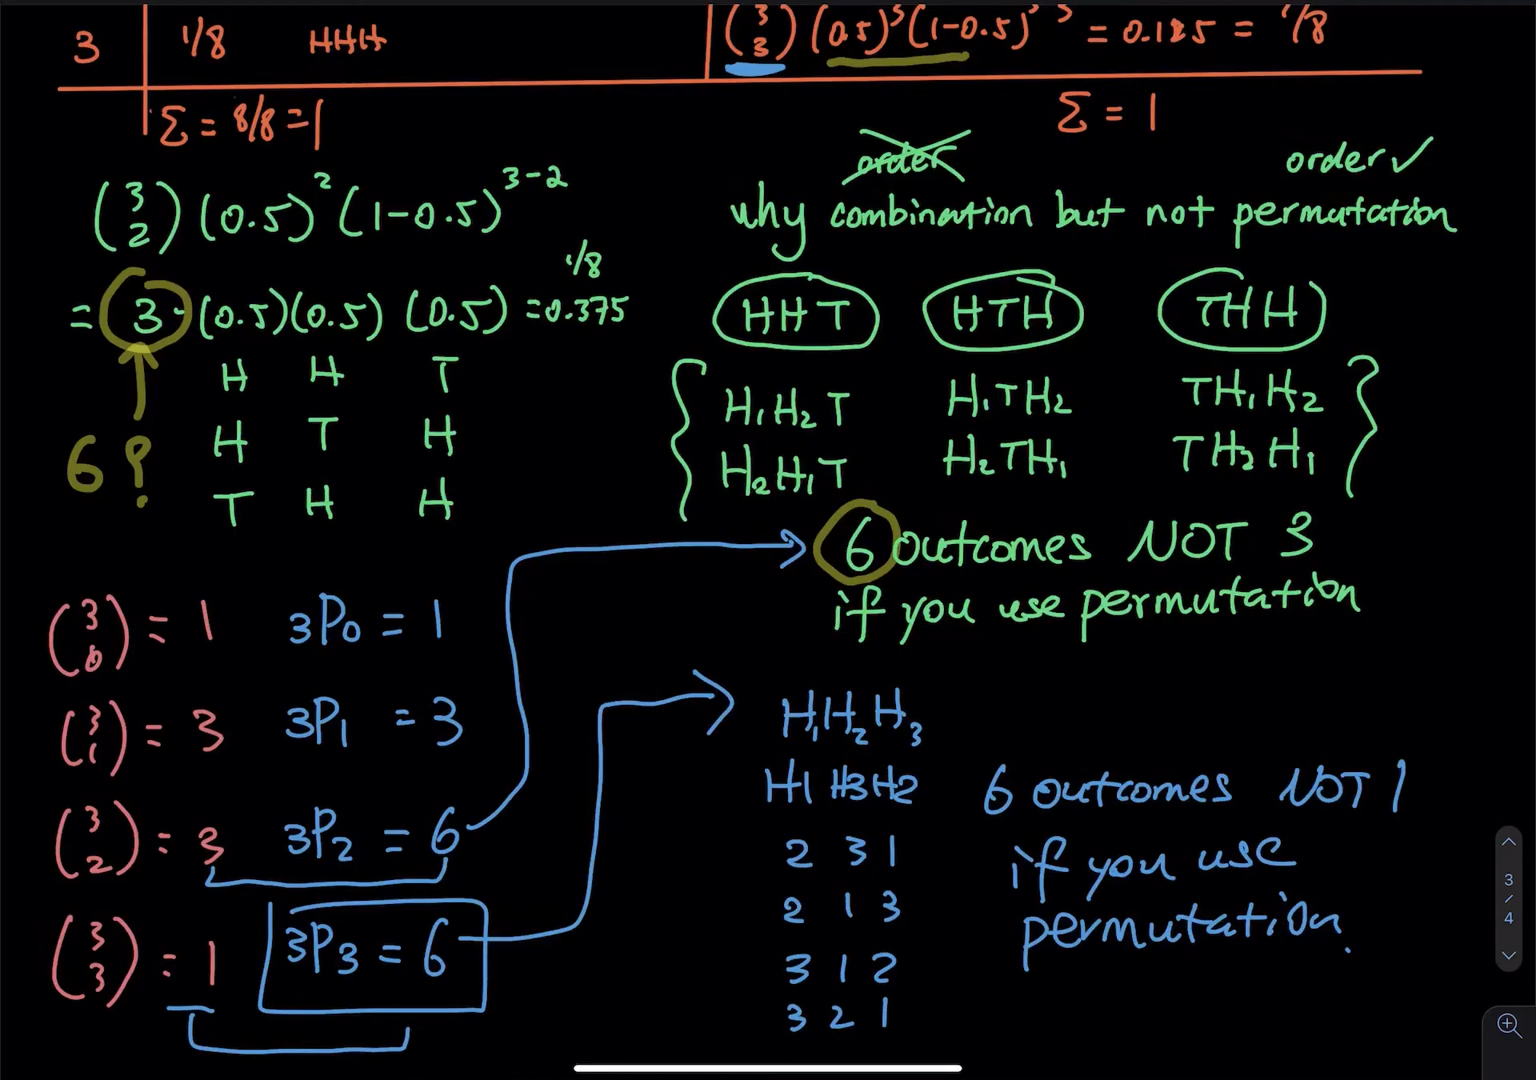 3 1/8 HHH (3 3) (0.5)³ (1-0.5)³⁻³ = 0.125 = 1/8
Σ = 8/8 = 1
Σ = 1
order
order ✓
why combination but not permutation
(3 2) (0.5)² (1-0.5)³⁻²
1/8
= 3 · (0.5)(0.5) (0.5) = 0.375
H H T
H T H
T H H
6?
HHT HTH THH
H₁H₂T H₁TH₂ TH₁H₂
H₂H₁T H₂TH₁ TH₂H₁
6 outcomes NOT 3
if you use permutation
(3 0) = 1 3P0 = 1
(3 1) = 3 3P1 = 3
(3 2) = 3 3P2 = 6
(3 3) = 1 3P3 = 6
H₁H₂H₃
H1 H3 H2
2 3 1
2 1 3
3 1 2
3 2 1
6 outcomes NOT 1
if you use
permutation.
3
/
4